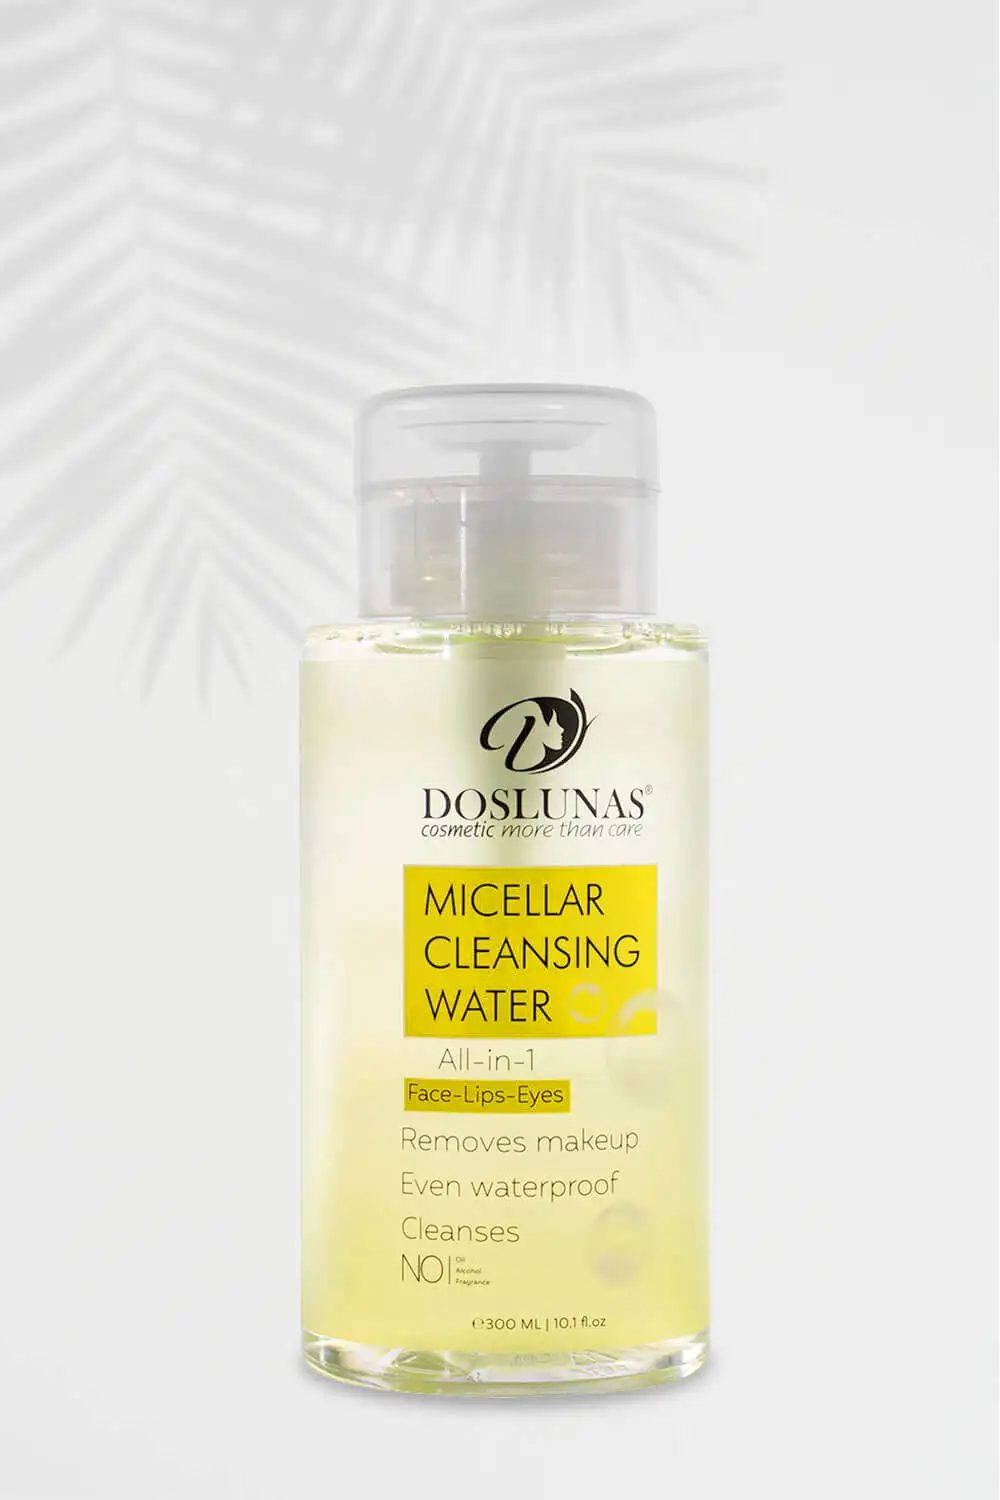 DOSLUNAS®
cosmetic more than care
MICELLAR
CLEANSING
WATER
All-in-1
Face-Lips-Eyes
Removes makeup
Even waterproof
Cleanses
NO
Oil
Alcohol
Fragrance
℮300 ML | 10.1 fl.oz